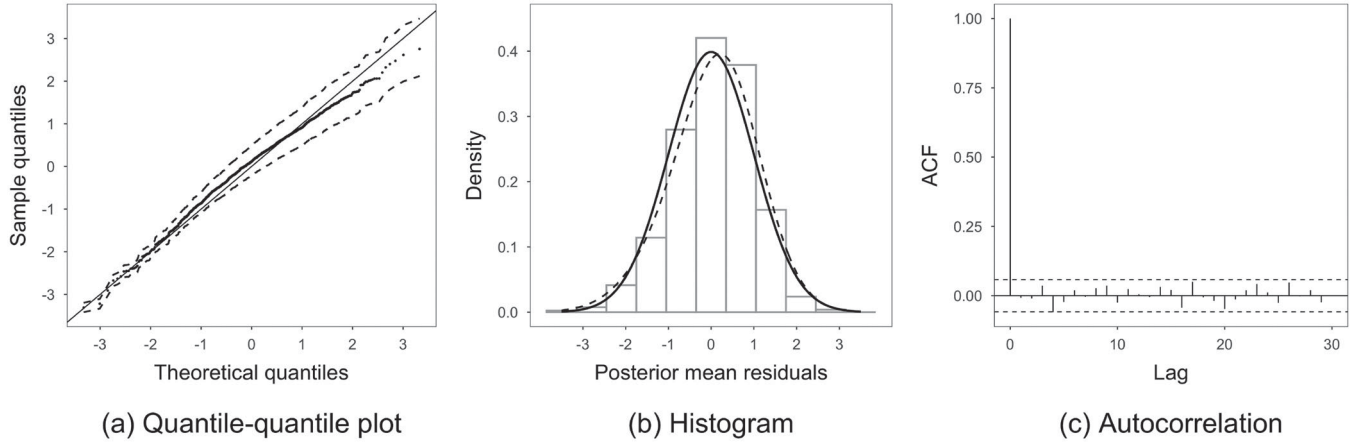 3
2
1
0
-1
-2
-3
Sample quantiles
-3 -2 -1 0 1 2 3
Theoretical quantiles
(a) Quantile-quantile plot
0.4
0.3
0.2
0.1
0.0
Density
-3 -2 -1 0 1 2 3
Posterior mean residuals
(b) Histogram
1.00
0.75
0.50
0.25
0.00
ACF
0 10 20 30
Lag
(c) Autocorrelation